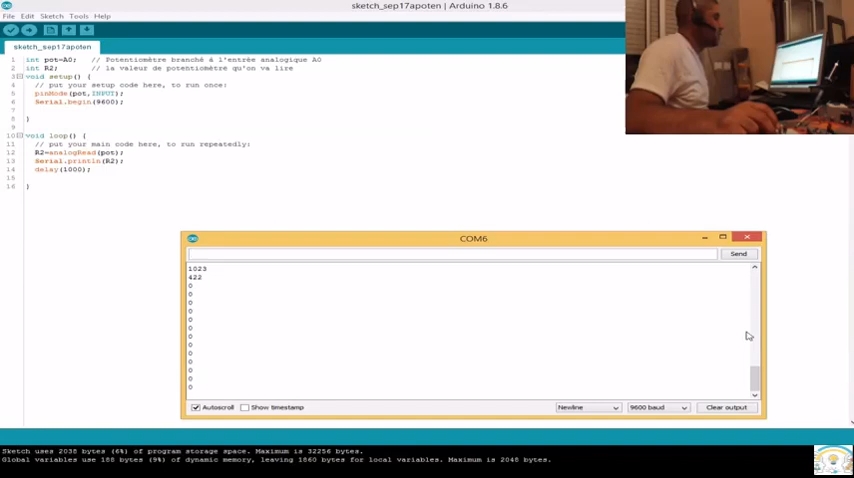 sketch_sep17apoten | Arduino 1.8.6
File Edit Sketch Tools Help
sketch_sep17apoten
1 int pot=A0; // Potentiomètre branché à l'entrée analogique A0
2 int R2; // la valeur de potentiomètre qu'on va lire
3 void setup() {
4 // put your setup code here, to run once:
5 pinMode(pot,INPUT);
6 Serial.begin(9600);
7
8 }
9
10 void loop() {
11 // put your main code here, to run repeatedly:
12 R2=analogRead(pot);
13 Serial.println(R2);
14 delay(1000);
15
16 }
COM6
Send
1023
422
0
0
0
0
0
0
0
0
0
0
0
0
0
Autoscroll Show timestamp Newline 9600 baud Clear output
Sketch uses 2038 bytes (6%) of program storage space. Maximum is 32256 bytes.
Global variables use 188 bytes (9%) of dynamic memory, leaving 1860 bytes for local variables. Maximum is 2048 bytes.